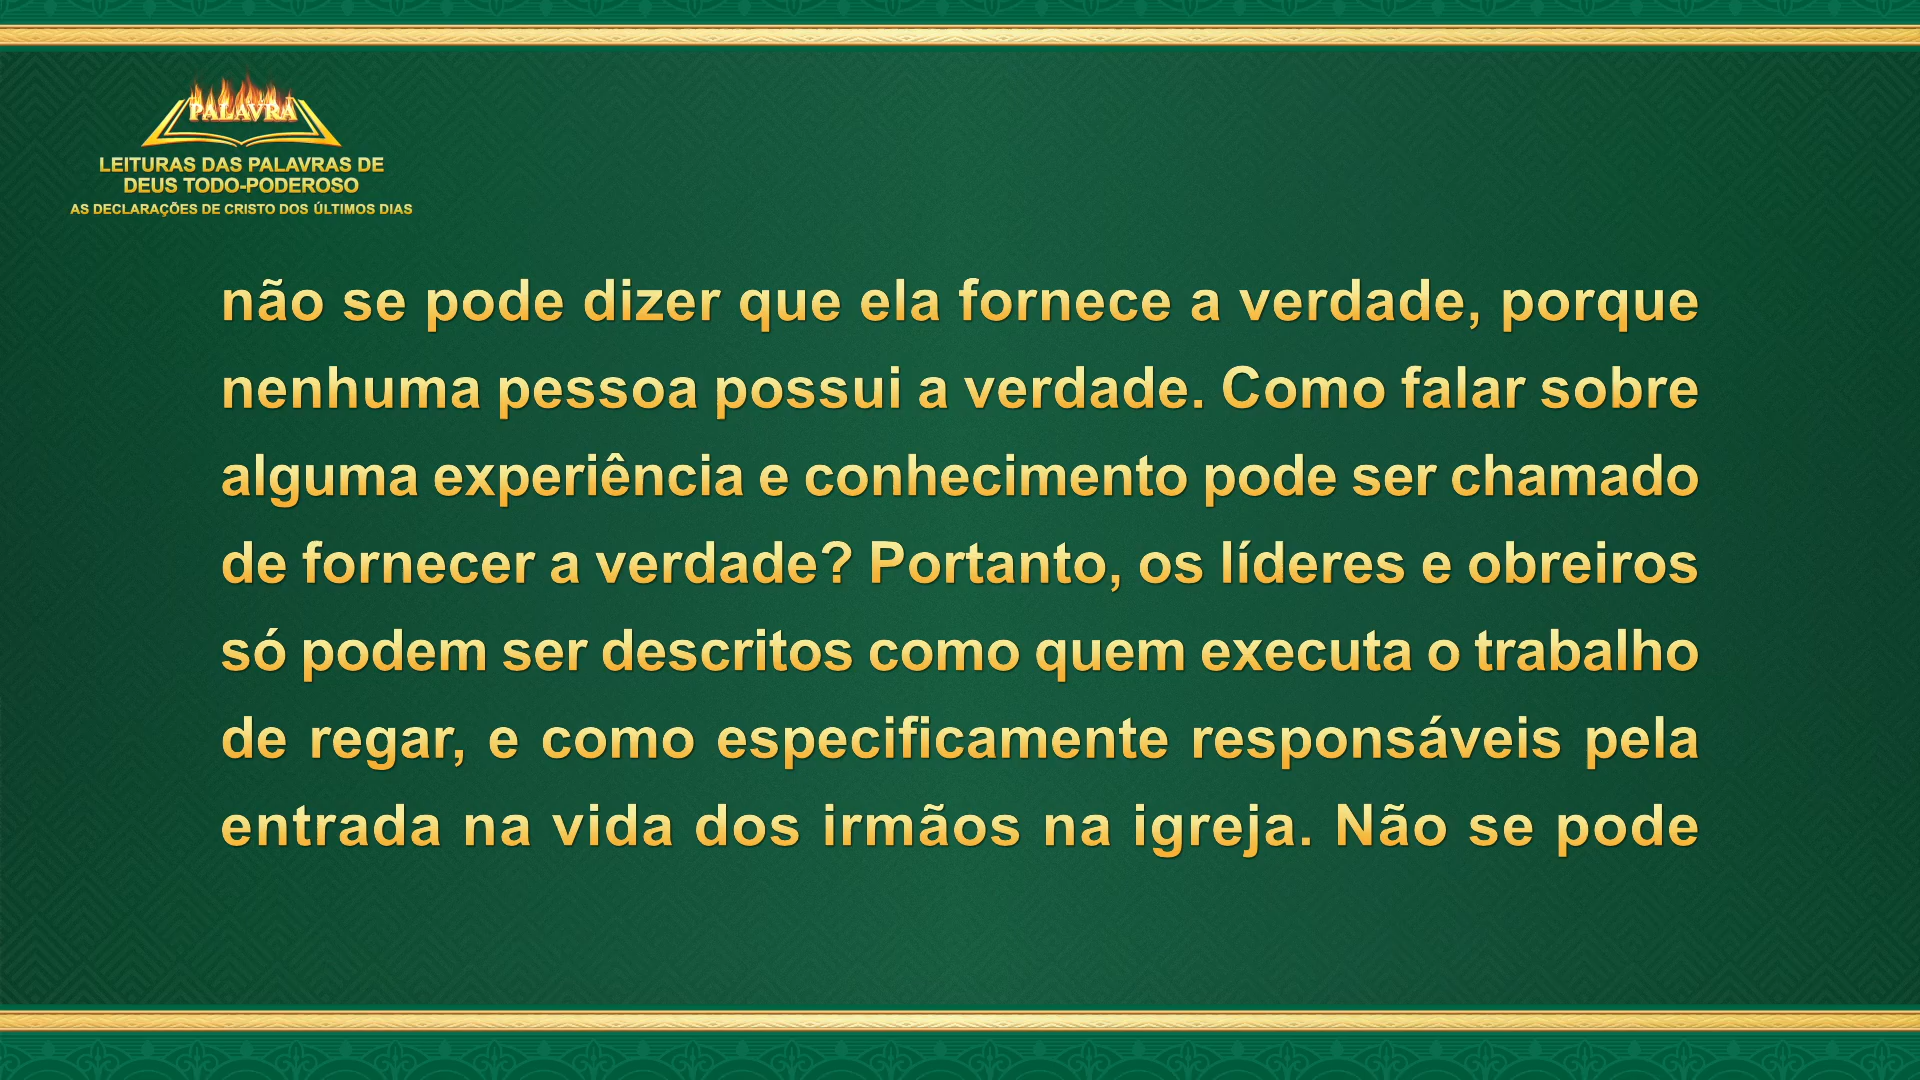 PALAVRA
LEITURAS DAS PALAVRAS DE
DEUS TODO-PODEROSO
AS DECLARAÇÕES DE CRISTO DOS ÚLTIMOS DIAS
não se pode dizer que ela fornece a verdade, porque
nenhuma pessoa possui a verdade. Como falar sobre
alguma experiência e conhecimento pode ser chamado
de fornecer a verdade? Portanto, os líderes e obreiros
só podem ser descritos como quem executa o trabalho
de regar, e como especificamente responsáveis pela
entrada na vida dos irmãos na igreja. Não se pode